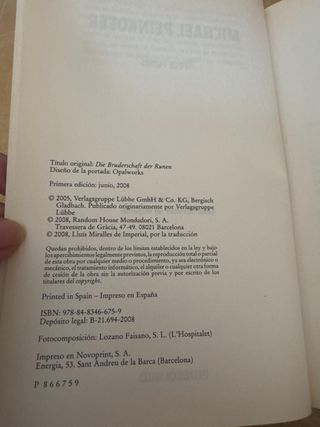 Título original: Die Bruderschaft der Runen
Diseño de la portada: Opalworks
Primera edición: junio, 2008
© 2005, Verlagsgruppe Lübbe GmbH & Co. KG, Bergisch
Gladbach. Publicado originariamente por Verlagsgruppe
Lübbe
© 2008, Random House Mondadori, S. A.
Travessera de Gràcia, 47-49. 08021 Barcelona
© 2008, Lluís Miralles de Imperial, por la traducción
Quedan prohibidos, dentro de los límites establecidos en la ley y bajo
los apercibimientos legalmente previstos, la reproducción total o parcial
de esta obra por cualquier medio o procedimiento, ya sea electrónico o
mecánico, el tratamiento informático, el alquiler o cualquier otra forma
de cesión de la obra sin la autorización previa y por escrito de los
titulares del copyright.
Printed in Spain – Impreso en España
ISBN: 978-84-8346-675-9
Depósito legal: B-21.694-2008
Fotocomposición: Lozano Faisano, S. L. (L'Hospitalet)
Impreso en Novoprint, S. A.
Energía, 53. Sant Andreu de la Barca (Barcelona)
P 866759